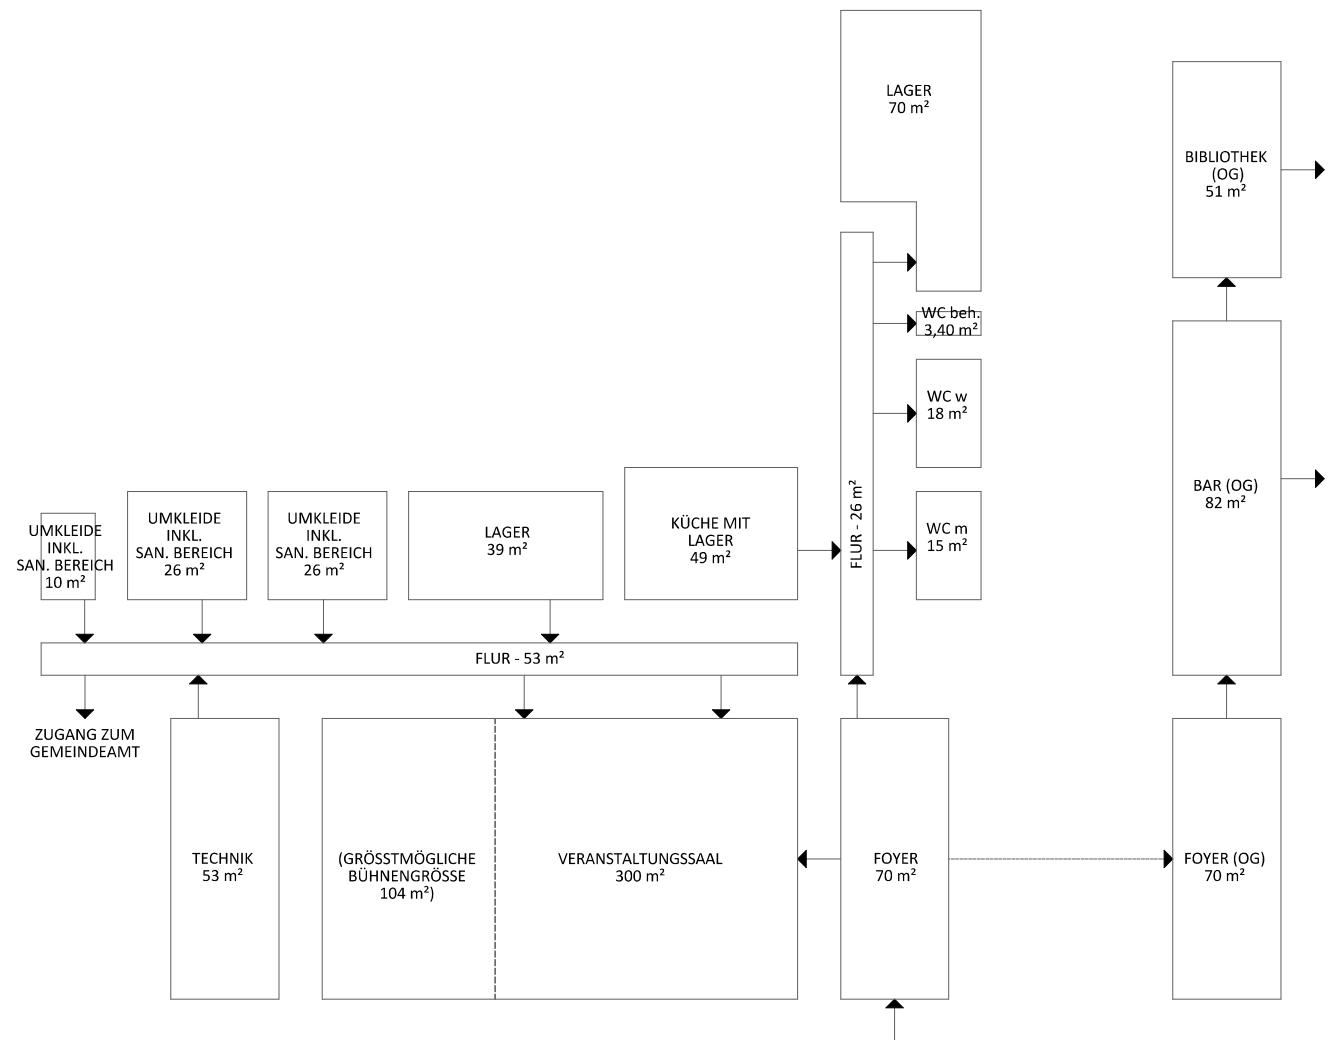 LAGER
70 m²
BIBLIOTHEK
(OG)
51 m²
WC beh.
3,40 m²
WC w
18 m²
BAR (OG)
82 m²
UMKLEIDE
INKL.
SAN. BEREICH
10 m²
UMKLEIDE
INKL.
SAN. BEREICH
26 m²
UMKLEIDE
INKL.
SAN. BEREICH
26 m²
LAGER
39 m²
KÜCHE MIT
LAGER
49 m²
FLUR - 26 m²
WC m
15 m²
FLUR - 53 m²
ZUGANG ZUM
GEMEINDEAMT
TECHNIK
53 m²
(GRÖSSTMÖGLICHE
BÜHNENGRÖSSE
104 m²)
VERANSTALTUNGSSAAL
300 m²
FOYER
70 m²
FOYER (OG)
70 m²